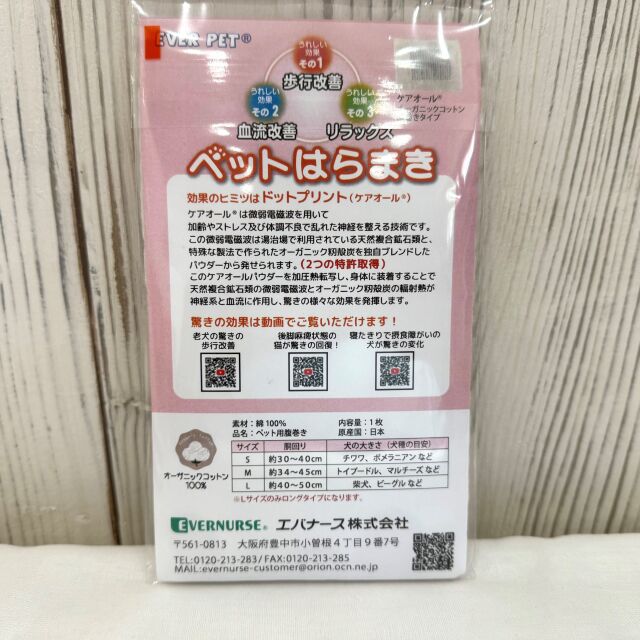 EVER PET®
うれしい
効果
その1
歩行改善
うれしい
効果
その2
うれしい
効果
その3
血流改善 リラックス
ケアオール®
オーガニックコットン
タイプ
ペットはらまき
効果のヒミツはドットプリント(ケアオール®)
ケアオール®は微弱電磁波を用いて
加齢やストレス及び体調不良で乱れた神経を整える技術です。
この微弱電磁波は湯治場で利用されている天然複合鉱石類と、
特殊な製法で作られたオーガニック籾殻炭を独自ブレンドした
パウダーから発せられます。(2つの特許取得)
このケアオールパウダーを加圧熱転写し、身体に装着することで
天然複合鉱石類の微弱電磁波とオーガニック籾殻炭の輻射熱が
神経系と血流に作用し、驚きの様々な効果を発揮します。
驚きの効果は動画でご覧いただけます!
老犬の驚きの
歩行改善
後脚麻痺状態の
猫が驚きの回復!
寝たきりで摂食障がいの
犬が驚きの変化
素材:綿100% 内容量:1枚
品名:ペット用腹巻き 原産国:日本
サイズ 胴回り 犬の大きさ(犬種の目安)
S 約30~40cm チワワ、ポメラニアン など
M 約34~45cm トイプードル、マルチーズ など
L 約40~50cm 柴犬、ビーグル など
※Lサイズのみロングタイプになります。
オーガニックコットン
100%
EVERNURSE® エバナース株式会社
〒561-0813 大阪府豊中市小曽根4丁目9番7号
TEL:0120-213-283/FAX:0120-213-285
MAIL:evernurse-customer@orion.ocn.ne.jp